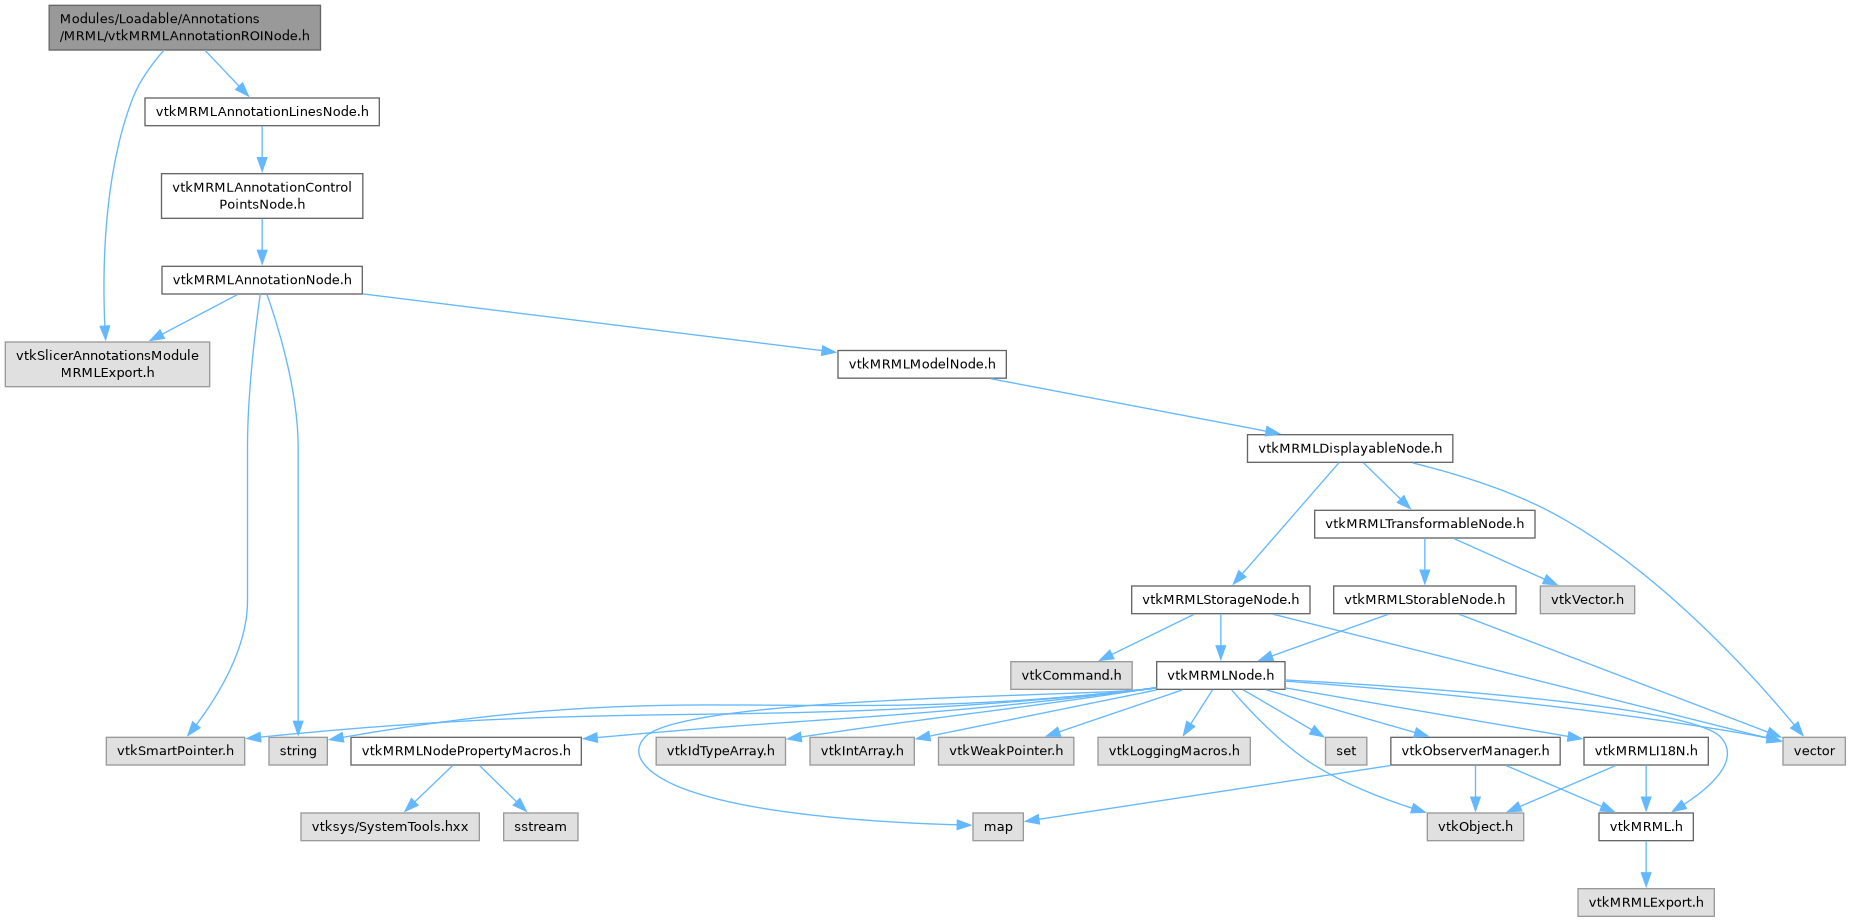 Modules/Loadable/Annotations
/MRML/vtkMRMLAnnotationROINode.h
vtkMRMLAnnotationLinesNode.h
vtkMRMLAnnotationControl
PointsNode.h
vtkMRMLAnnotationNode.h
vtkSlicerAnnotationsModule
MRMLExport.h
vtkMRMLModelNode.h
vtkMRMLDisplayableNode.h
vtkMRMLTransformableNode.h
vtkMRMLStorageNode.h
vtkMRMLStorableNode.h
vtkVector.h
vtkCommand.h
vtkMRMLNode.h
vtkSmartPointer.h
string
vtkMRMLNodePropertyMacros.h
vtkIdTypeArray.h
vtkIntArray.h
vtkWeakPointer.h
vtkLoggingMacros.h
set
vtkObserverManager.h
vtkMRMLI18N.h
vector
vtksys/SystemTools.hxx
sstream
map
vtkObject.h
vtkMRML.h
vtkMRMLExport.h